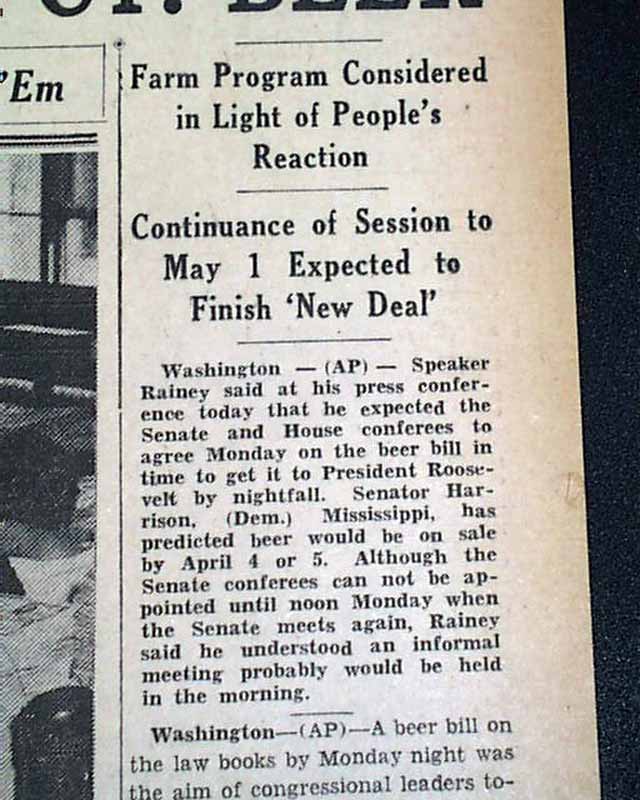 BEER
'Em
Farm Program Considered
in Light of People's
Reaction
Continuance of Session to
May 1 Expected to
Finish 'New Deal'
Washington — (AP) — Speaker
Rainey said at his press confer-
ence today that he expected the
Senate and House conferees to
agree Monday on the beer bill in
time to get it to President Roose-
velt by nightfall. Senator Har-
rison, (Dem.) Mississippi, has
predicted beer would be on sale
by April 4 or 5. Although the
Senate conferees can not be ap-
pointed until noon Monday when
the Senate meets again, Rainey
said he understood an informal
meeting probably would be held
in the morning.
Washington—(AP)—A beer bill on
the law books by Monday night was
the aim of congressional leaders to-